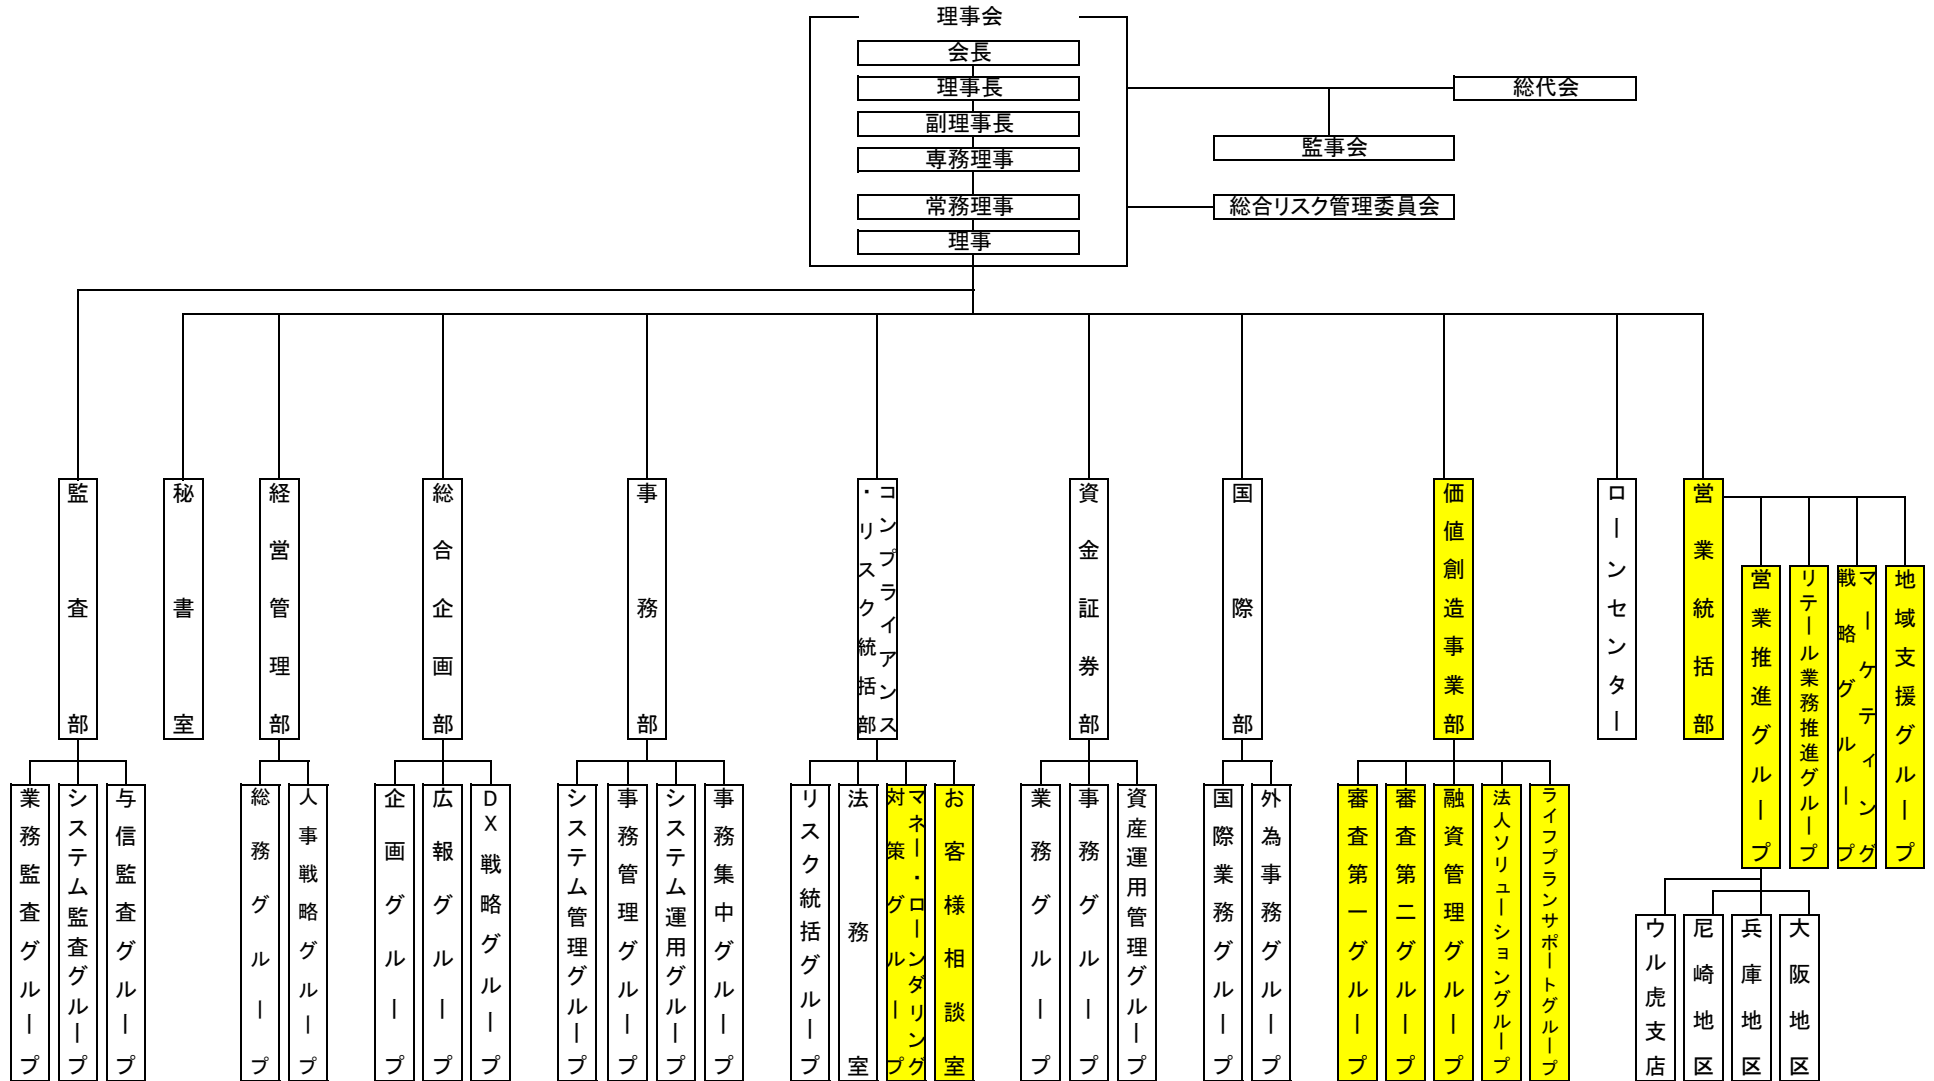 理事会
会長
理事長
副理事長
専務理事
常務理事
理事
総代会
監事会
総合リスク管理委員会
監査部
秘書室
経営管理部
総合企画部
事務部
コンプライアンス
・リスク統括部
資金証券部
国際部
価値創造事業部
ローンセンター
営業統括部
営業推進グループ
リテール業務推進グループ
マーケティング
戦略グループ
地域支援グループ
業務監査グループ
システム監査グループ
与信監査グループ
総務グループ
人事戦略グループ
企画グループ
広報グループ
DX戦略グループ
システム管理グループ
事務管理グループ
システム運用グループ
事務集中グループ
リスク統括グループ
法務室
マネー・ローンダリング
対策グループ
お客様相談室
業務グループ
事務グループ
資産運用管理グループ
国際業務グループ
外為事務グループ
審査第一グループ
審査第二グループ
融資管理グループ
法人ソリューショングループ
ライフプランサポートグループ
ウル虎支店
尼崎地区
兵庫地区
大阪地区